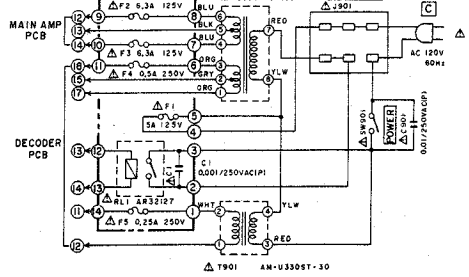 F2 6,3A 125V
BLU
J901
C
MAIN AMP
PCB
BLK
RED
BLU
F3 6,3A 125V
AC 120V
60Hz
ORG
F4 0,5A 250V
GRY
YLW
ORG
F1
5A 125V
DECODER
PCB
SW901
POWER
C901
0,01/250VAC(P)
C1
0,001/250VAC(P)
RL1 AR32127
WHT
YLW
F5 0,25A 250V
RED
T901 AM-U330ST-30